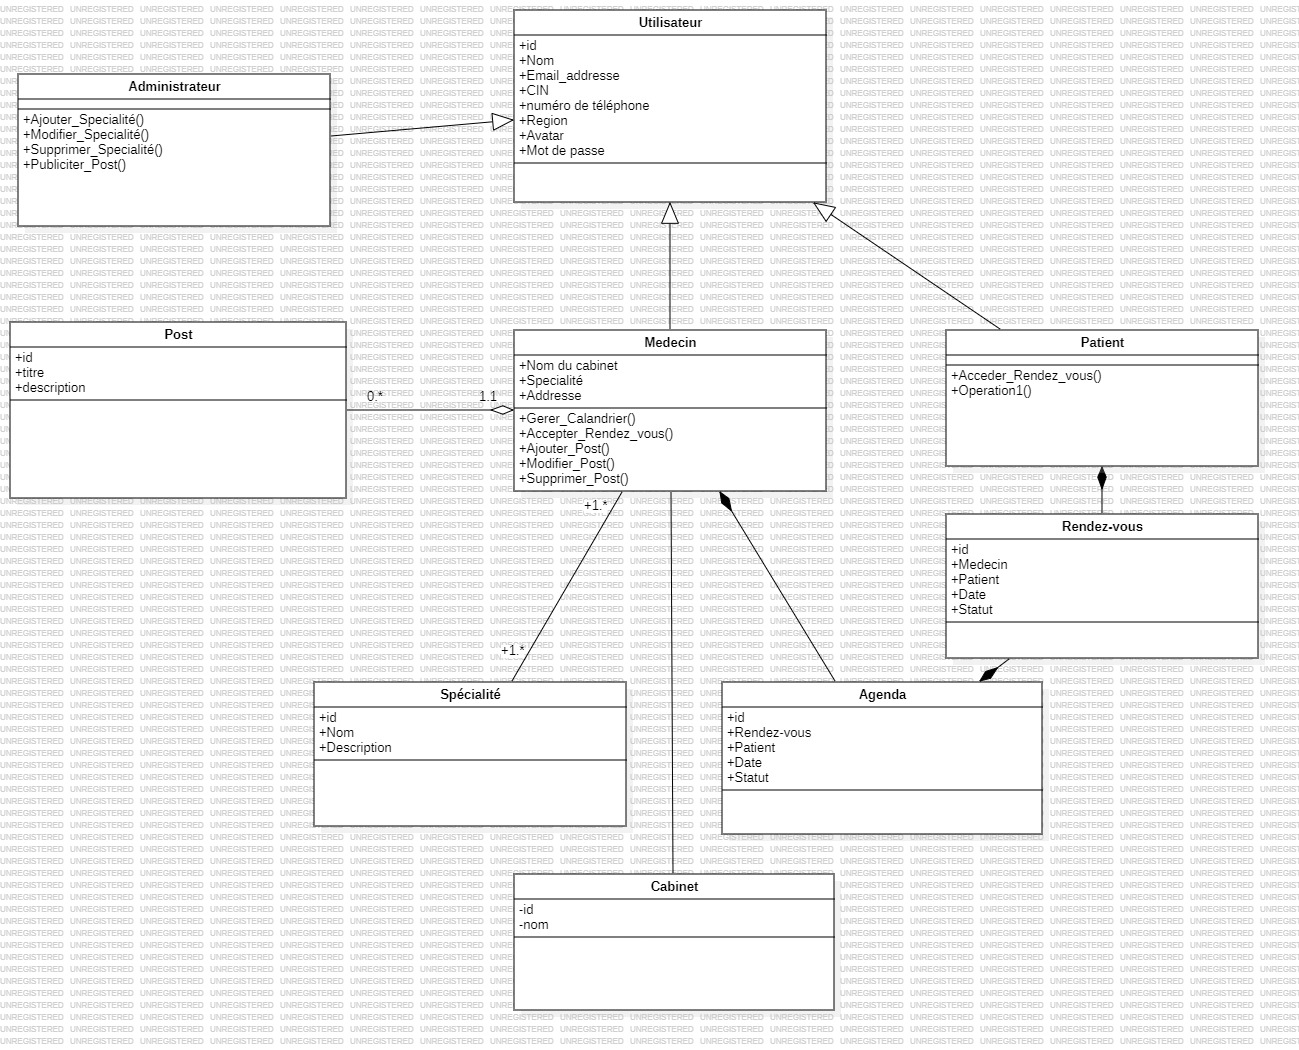 Utilisateur
+id
+Nom
+Email_addresse
+CIN
+numéro de téléphone
+Region
+Avatar
+Mot de passe
Administrateur
+Ajouter_Specialité()
+Modifier_Specialité()
+Supprimer_Specialité()
+Publiciter_Post()
Post
+id
+titre
+description
0.*
1.1
Medecin
+Nom du cabinet
+Specialité
+Addresse
+Gerer_Calandrier()
+Accepter_Rendez_vous()
+Ajouter_Post()
+Modifier_Post()
+Supprimer_Post()
Patient
+Acceder_Rendez_vous()
+Operation1()
+1.*
+1.*
Rendez-vous
+id
+Medecin
+Patient
+Date
+Statut
Spécialité
+id
+Nom
+Description
Agenda
+id
+Rendez-vous
+Patient
+Date
+Statut
Cabinet
-id
-nom
UNREGISTERED